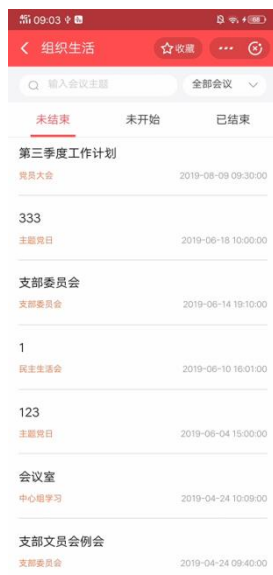 09:03
组织生活
收藏
输入会议主题
全部会议
未结束
未开始
已结束
第三季度工作计划
党员大会
2019-08-09 09:30:00
333
主题党日
2019-06-18 10:00:00
支部委员会
支部委员会
2019-06-14 19:10:00
1
民主生活会
2019-06-10 16:01:00
123
主题党日
2019-06-04 15:00:00
会议室
中心组学习
2019-04-24 10:09:00
支部文员会例会
支部委员会
2019-04-24 09:40:00